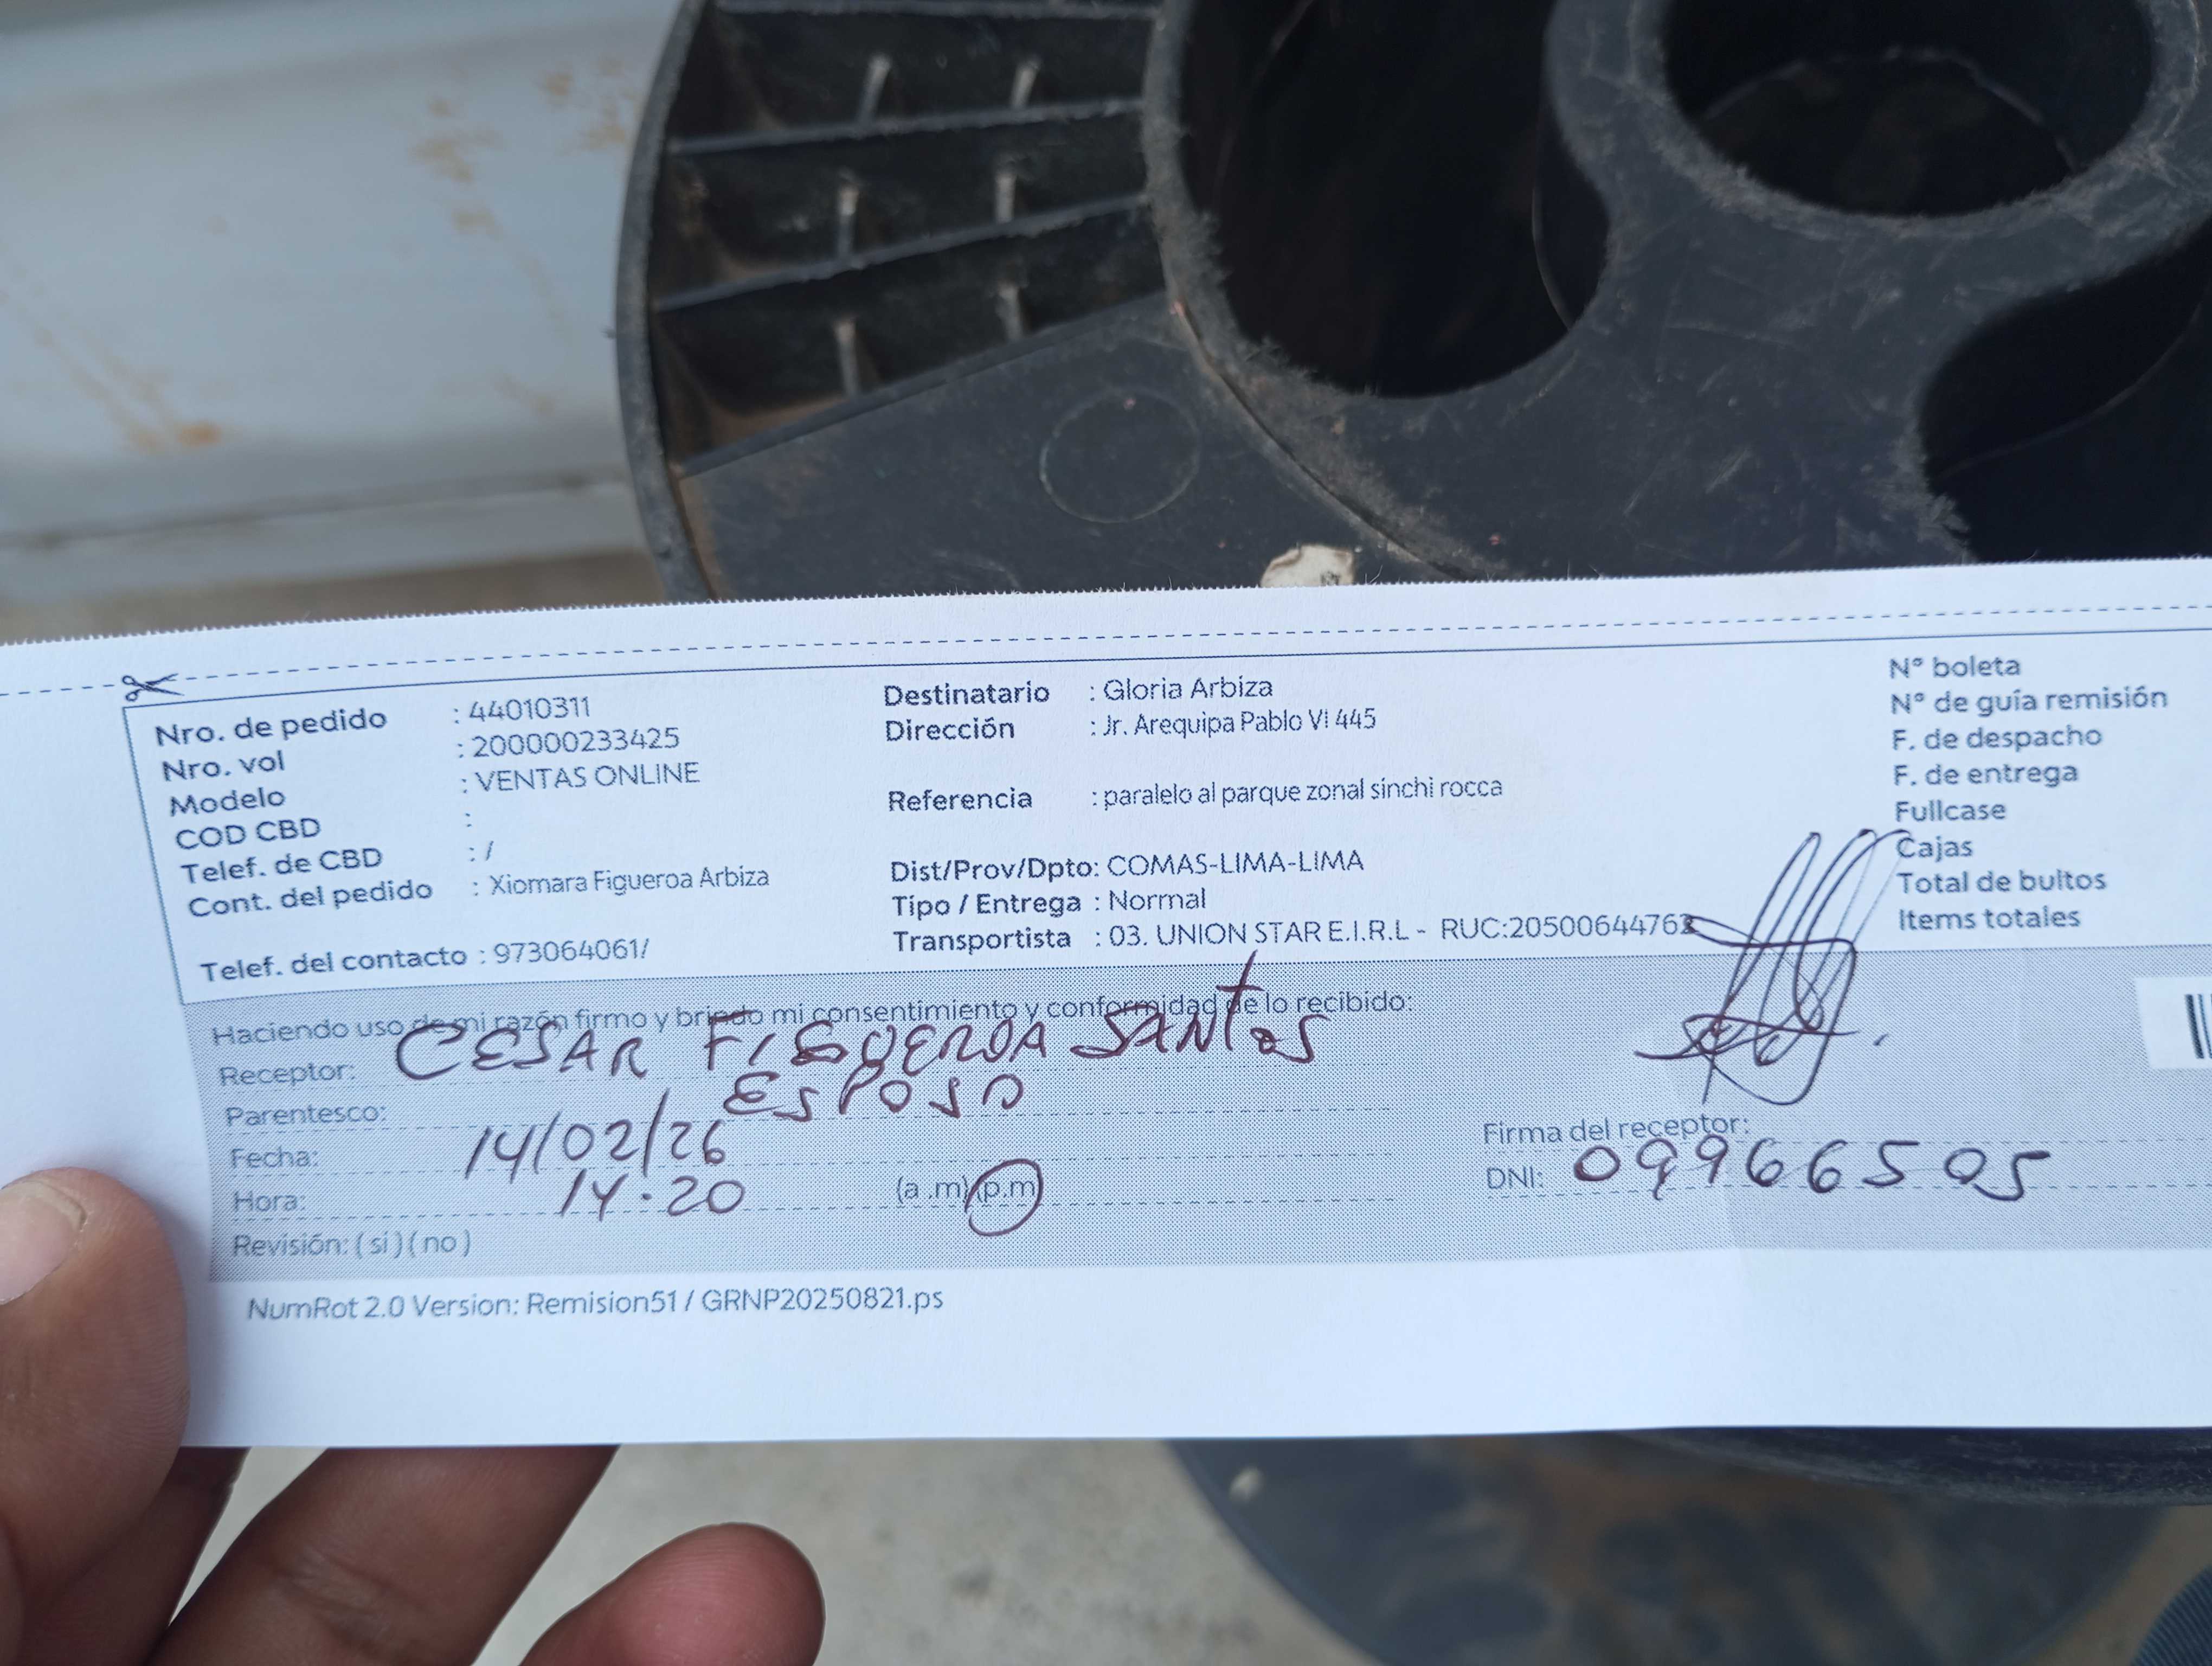 Nro. de pedido : 44010311
Nro. vol : 200000233425
Modelo : VENTAS ONLINE
COD CBD :
Telef. de CBD : /
Cont. del pedido : Xiomara Figueroa Arbiza
Telef. del contacto : 973064061/
Destinatario : Gloria Arbiza
Dirección : Jr. Arequipa Pablo VI 445
Referencia : paralelo al parque zonal sinchi rocca
Dist/Prov/Dpto: COMAS-LIMA-LIMA
Tipo / Entrega : Normal
Transportista : 03. UNION STAR E.I.R.L - RUC:20500644762
N° boleta
N° de guía remisión
F. de despacho
F. de entrega
Fullcase
Cajas
Total de bultos
Items totales
Haciendo uso de mi razón firmo y brindo mi consentimiento y conformidad de lo recibido:
Receptor: CESAR FIGUEROA SANTOS
Parentesco: ESPOSO
Fecha: 14/02/26
Hora: 14.20 (a .m) (p.m)
Revisión: ( si ) ( no )
Firma del receptor:
DNI: 09966505
NumRot 2.0 Version: Remision51 / GRNP20250821.ps